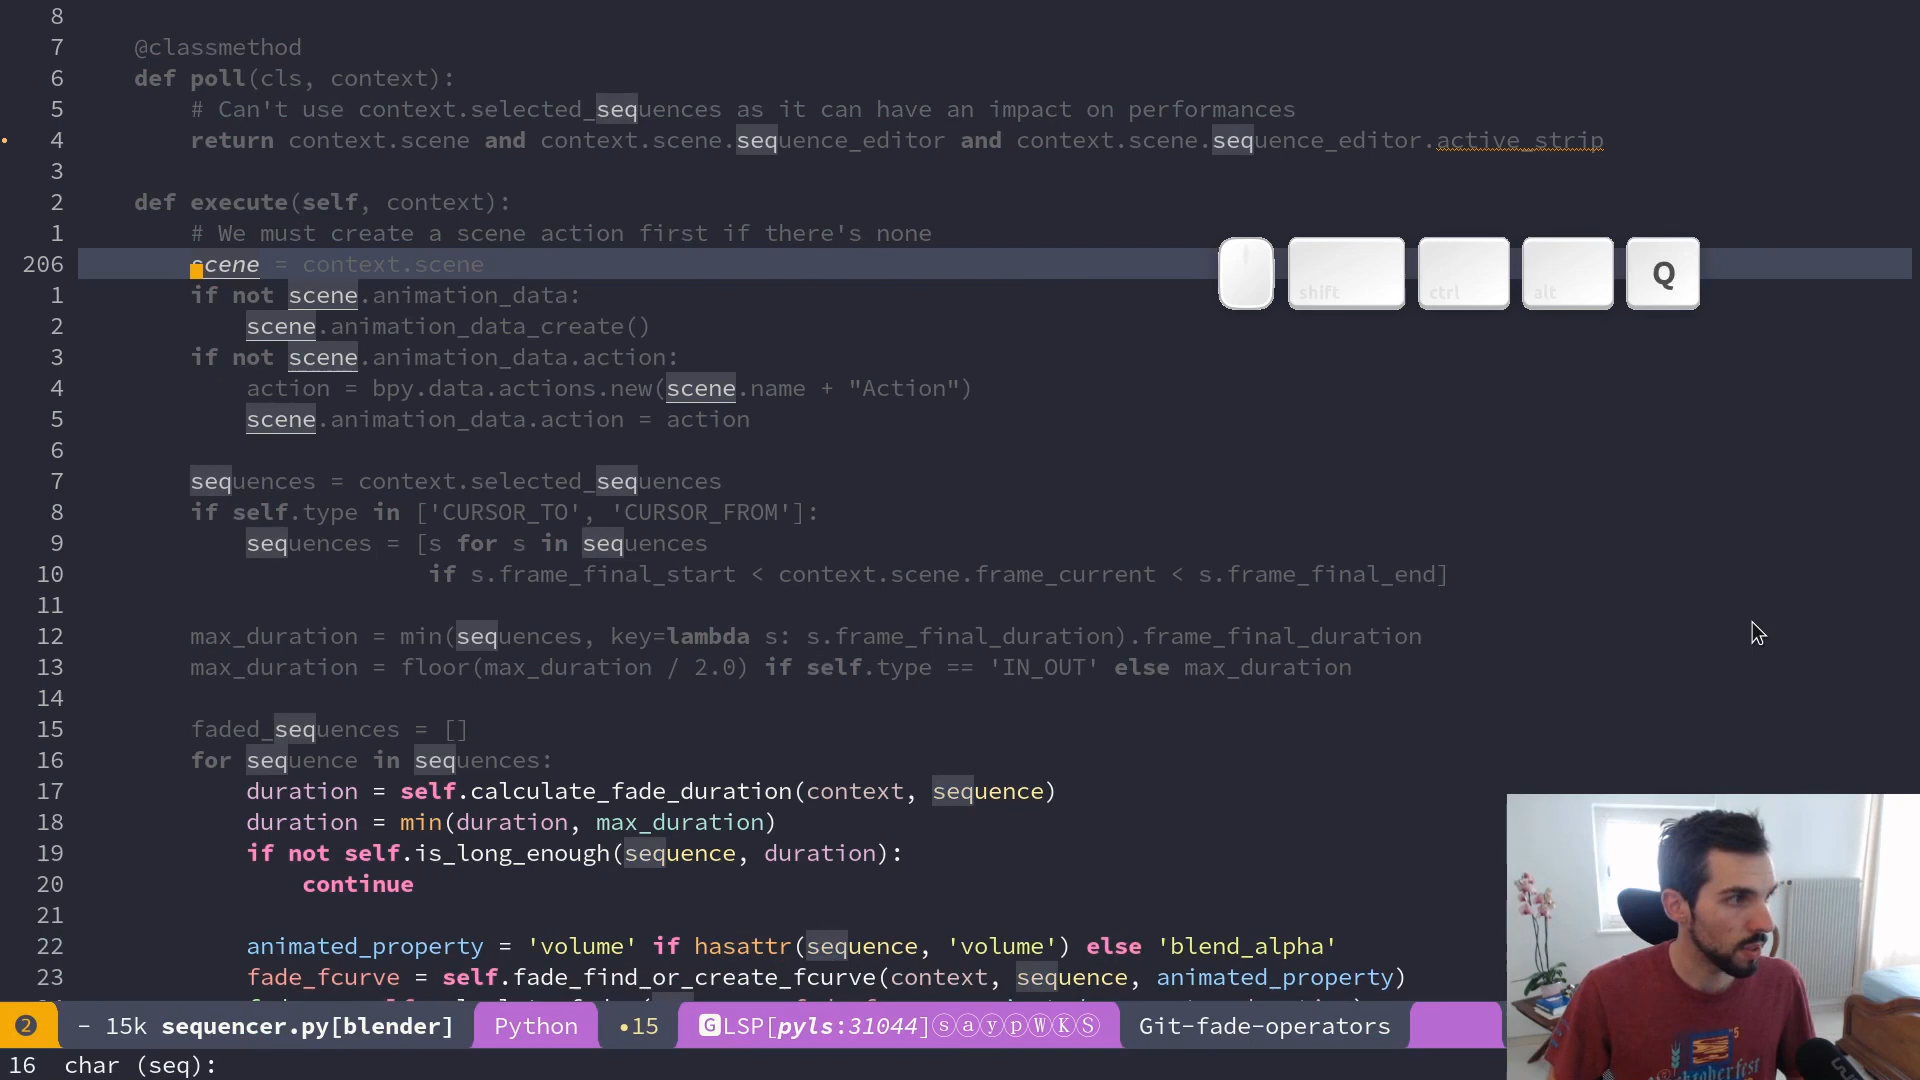 8
7 @classmethod
6 def poll(cls, context):
5 # Can't use context.selected_sequences as it can have an impact on performances
4 return context.scene and context.scene.sequence_editor and context.scene.sequence_editor.active_strip
3
2 def execute(self, context):
1 # We must create a scene action first if there's none
206 scene = context.scene
1 if not scene.animation_data:
2 scene.animation_data_create()
3 if not scene.animation_data.action:
4 action = bpy.data.actions.new(scene.name + "Action")
5 scene.animation_data.action = action
6
7 sequences = context.selected_sequences
8 if self.type in ['CURSOR_TO', 'CURSOR_FROM']:
9 sequences = [s for s in sequences
10 if s.frame_final_start < context.scene.frame_current < s.frame_final_end]
11
12 max_duration = min(sequences, key=lambda s: s.frame_final_duration).frame_final_duration
13 max_duration = floor(max_duration / 2.0) if self.type == 'IN_OUT' else max_duration
14
15 faded_sequences = []
16 for sequence in sequences:
17 duration = self.calculate_fade_duration(context, sequence)
18 duration = min(duration, max_duration)
19 if not self.is_long_enough(sequence, duration):
20 continue
21
22 animated_property = 'volume' if hasattr(sequence, 'volume') else 'blend_alpha'
23 fade_fcurve = self.fade_find_or_create_fcurve(context, sequence, animated_property)
shift ctrl alt Q
❷ - 15k sequencer.py[blender] Python •15 🅖LSP[pyls:31044]ⓢⓐⓨⓟⓌⓀⓈ Git-fade-operators
16 char (seq):